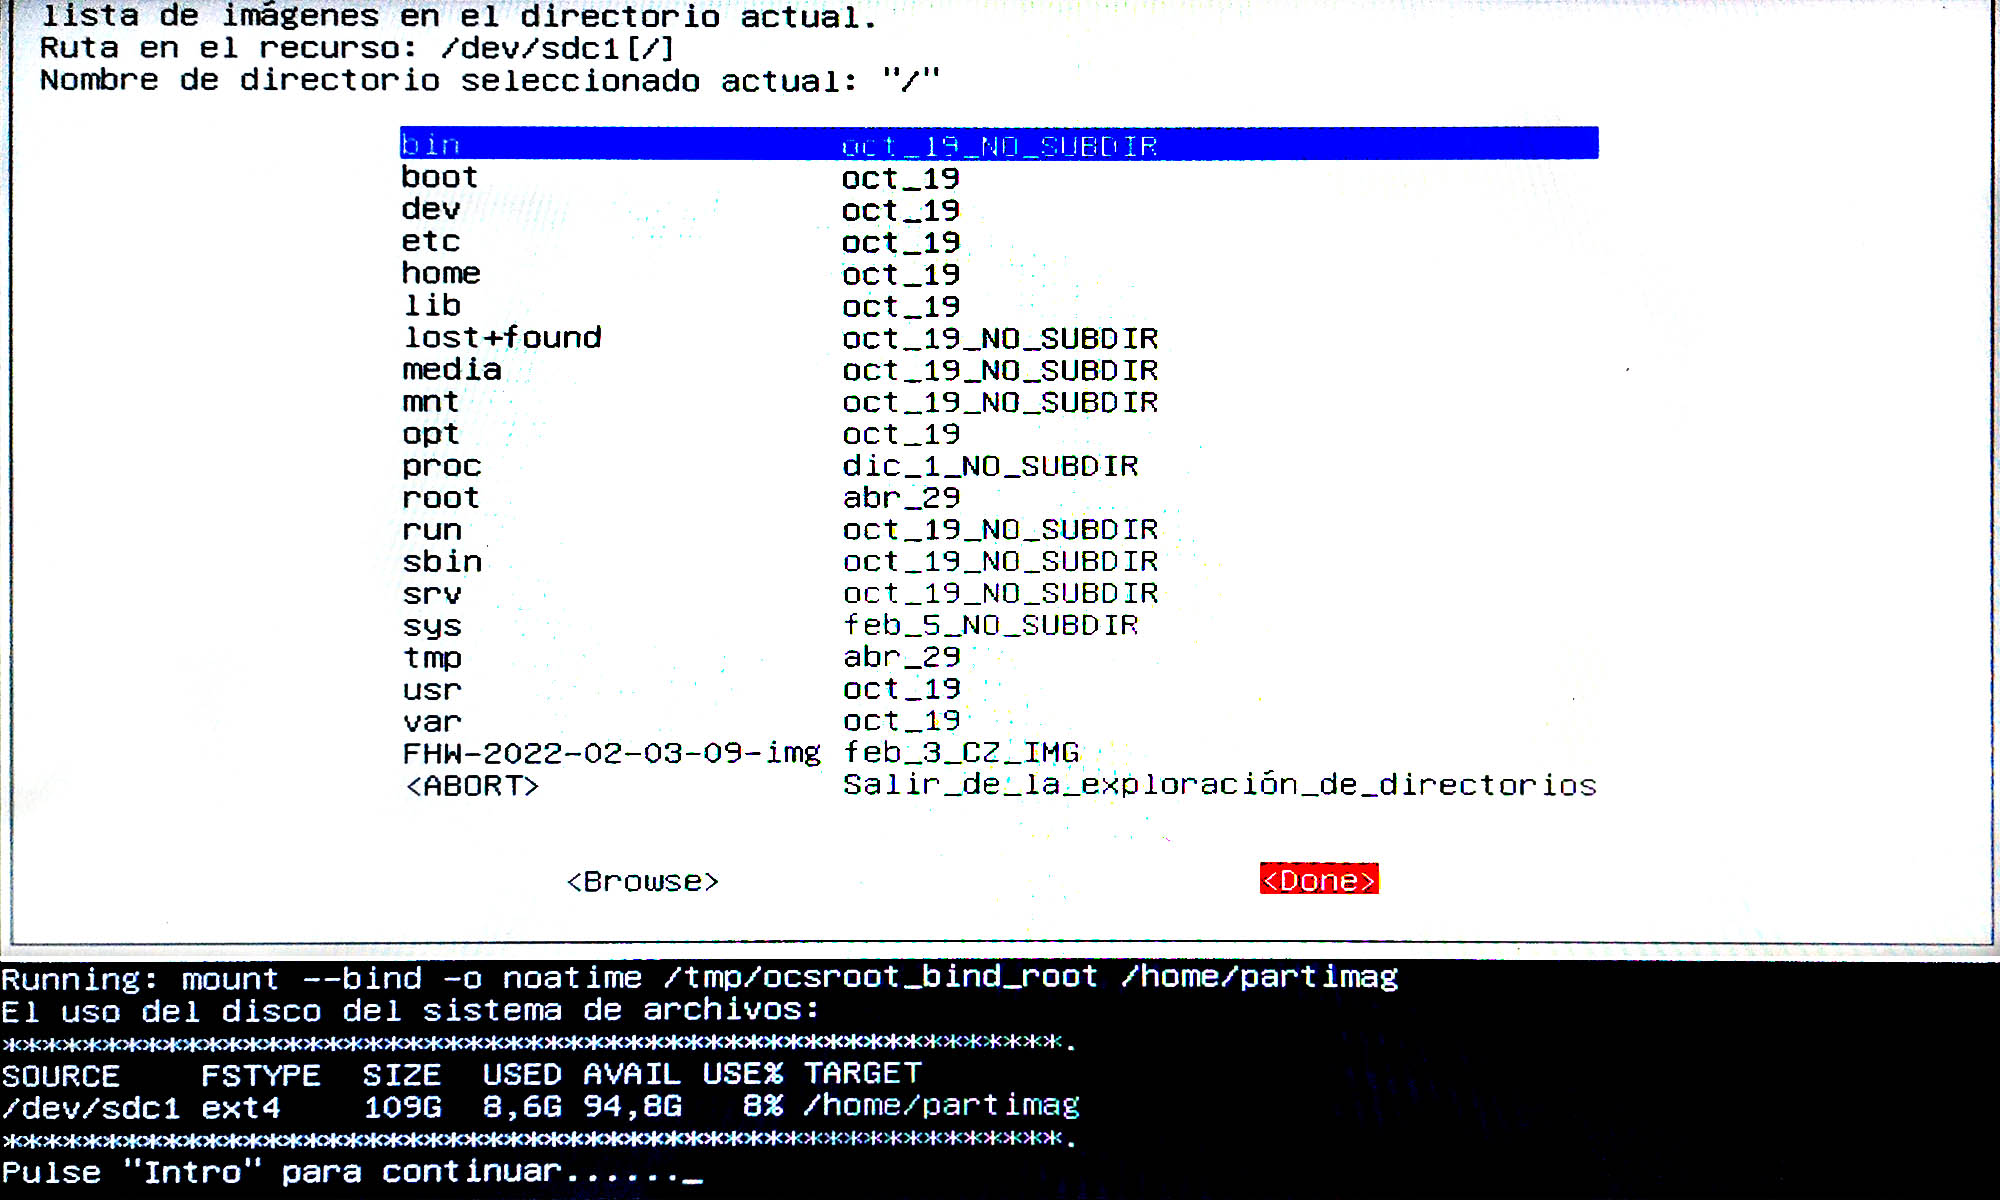 lista de imágenes en el directorio actual.
Ruta en el recurso: /dev/sdc1[/]
Nombre de directorio seleccionado actual: "/"
bin oct_19_NO_SUBDIR
boot oct_19
dev oct_19
etc oct_19
home oct_19
lib oct_19
lost+found oct_19_NO_SUBDIR
media oct_19_NO_SUBDIR
mnt oct_19_NO_SUBDIR
opt oct_19
proc dic_1_NO_SUBDIR
root abr_29
run oct_19_NO_SUBDIR
sbin oct_19_NO_SUBDIR
srv oct_19_NO_SUBDIR
sys feb_5_NO_SUBDIR
tmp abr_29
usr oct_19
var oct_19
FHW-2022-02-03-09-img feb_3_CZ_IMG
<ABORT> Salir_de_la_exploración_de_directorios
<Browse> <Done>
Running: mount --bind -o noatime /tmp/ocsroot_bind_root /home/partimag
El uso del disco del sistema de archivos:
*****************************************************.
SOURCE FSTYPE SIZE USED AVAIL USE% TARGET
/dev/sdc1 ext4 109G 8,6G 94,8G 8% /home/partimag
*****************************************************.
Pulse "Intro" para continuar......_